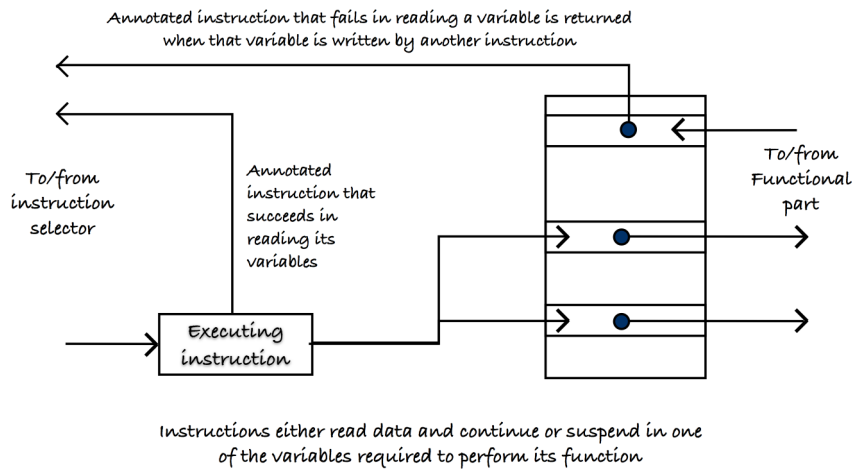 Annotated instruction that fails in reading a variable is returned
when that variable is written by another instruction
To/from
instruction
selector
Annotated
instruction that
succeeds in
reading its
variables
To/from
Functional
part
Executing
instruction
Instructions either read data and continue or suspend in one
of the variables required to perform its function